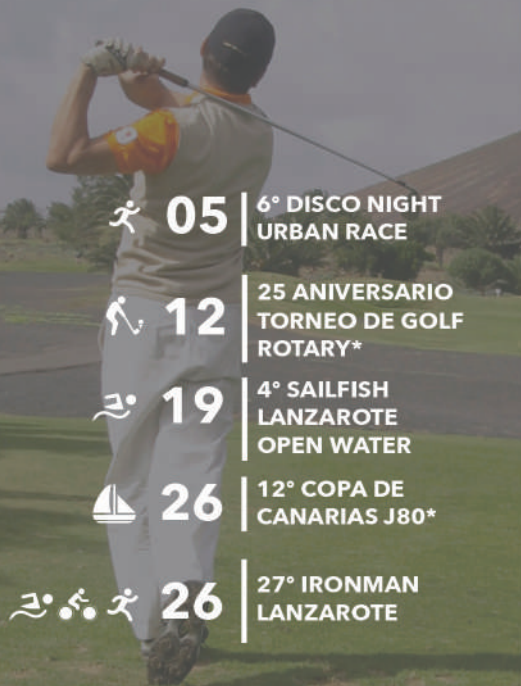 05
6° DISCO NIGHT
URBAN RACE
12
25 ANIVERSARIO
TORNEO DE GOLF
ROTARY*
19
4° SAILFISH
LANZAROTE
OPEN WATER
26
12° COPA DE
CANARIAS J80*
26
27° IRONMAN
LANZAROTE